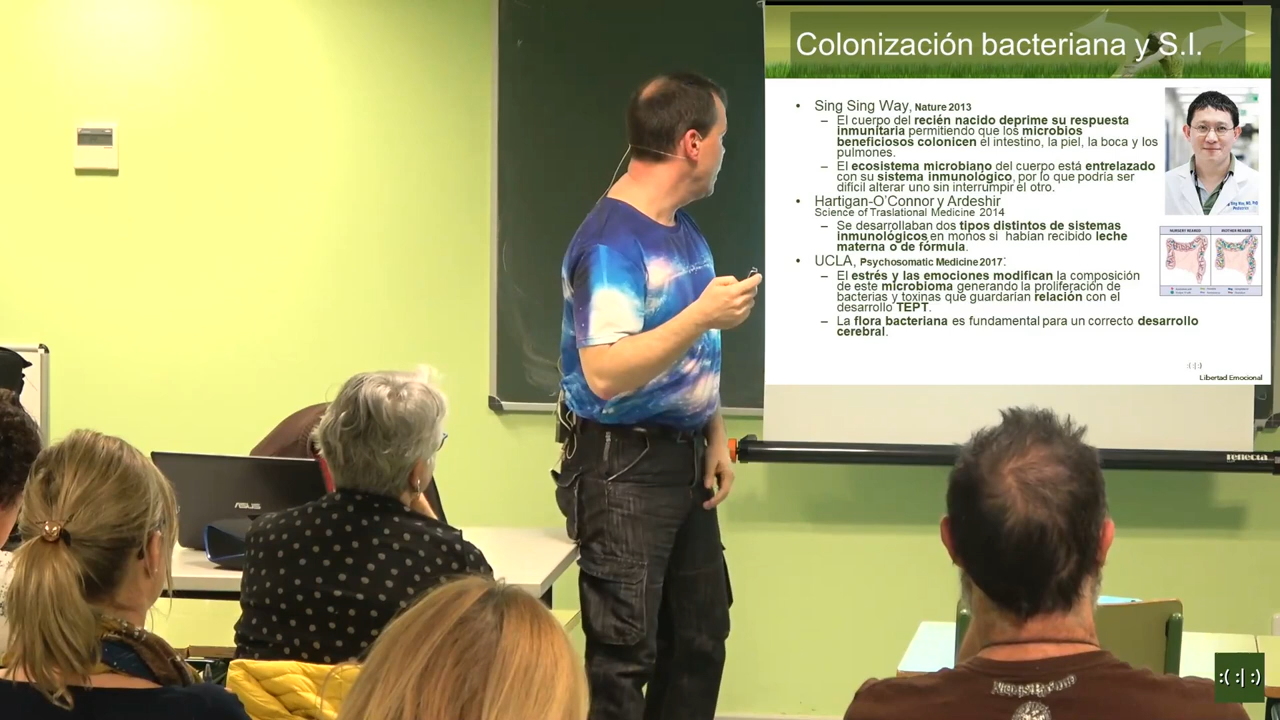 Colonización bacteriana y S.I.
• Sing Sing Way, Nature 2013
– El cuerpo del recién nacido deprime su respuesta
inmunitaria permitiendo que los microbios
beneficiosos colonicen el intestino, la piel, la boca y los
pulmones.
– El ecosistema microbiano del cuerpo está entrelazado
con su sistema inmunológico, por lo que podría ser
difícil alterar uno sin interrumpir el otro.
• Hartigan-O'Connor y Ardeshir
Science of Traslational Medicine 2014
– Se desarrollaban dos tipos distintos de sistemas
inmunológicos en monos si habían recibido leche
materna o de fórmula.
• UCLA, Psychosomatic Medicine 2017:
– El estrés y las emociones modifican la composición
de este microbioma generando la proliferación de
bacterias y toxinas que guardarían relación con el
desarrollo TEPT.
– La flora bacteriana es fundamental para un correcto desarrollo
cerebral.
NURSERY REARED MOTHER REARED
:(:|:)
Libertad Emocional
reflecta
ASUS
:( :| :)